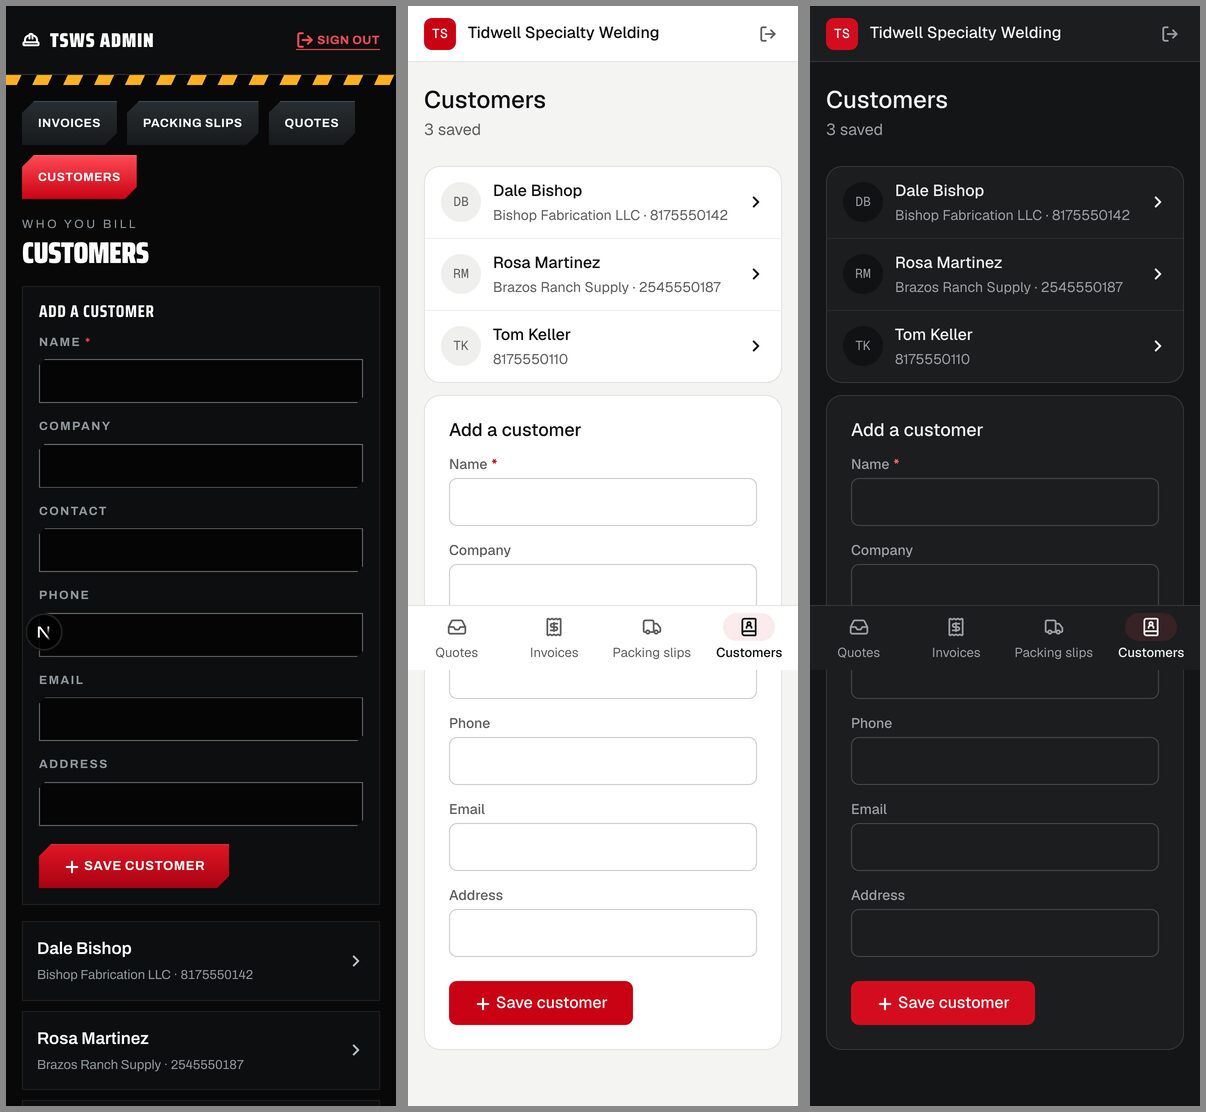 TSWS ADMIN
SIGN OUT
INVOICES
PACKING SLIPS
QUOTES
CUSTOMERS
WHO YOU BILL
CUSTOMERS
ADD A CUSTOMER
NAME *
COMPANY
CONTACT
PHONE
N
EMAIL
ADDRESS
+ SAVE CUSTOMER
Dale Bishop
Bishop Fabrication LLC · 8175550142
Rosa Martinez
Brazos Ranch Supply · 2545550187
TS
Tidwell Specialty Welding
Customers
3 saved
DB
Dale Bishop
Bishop Fabrication LLC · 8175550142
RM
Rosa Martinez
Brazos Ranch Supply · 2545550187
TK
Tom Keller
8175550110
Add a customer
Name *
Company
Quotes
Invoices
Packing slips
Customers
Phone
Email
Address
+ Save customer
TS
Tidwell Specialty Welding
Customers
3 saved
DB
Dale Bishop
Bishop Fabrication LLC · 8175550142
RM
Rosa Martinez
Brazos Ranch Supply · 2545550187
TK
Tom Keller
8175550110
Add a customer
Name *
Company
Quotes
Invoices
Packing slips
Customers
Phone
Email
Address
+ Save customer